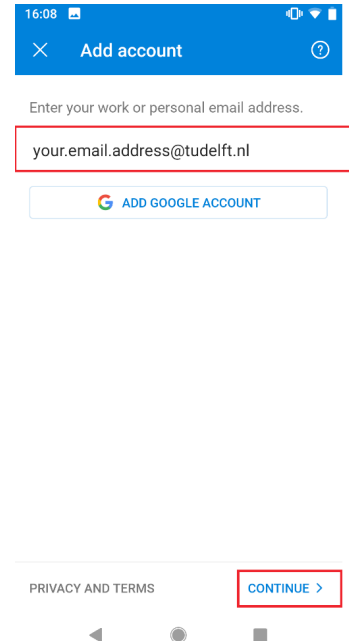 16:08
Add account
Enter your work or personal email address.
your.email.address@tudelft.nl
ADD GOOGLE ACCOUNT
PRIVACY AND TERMS CONTINUE